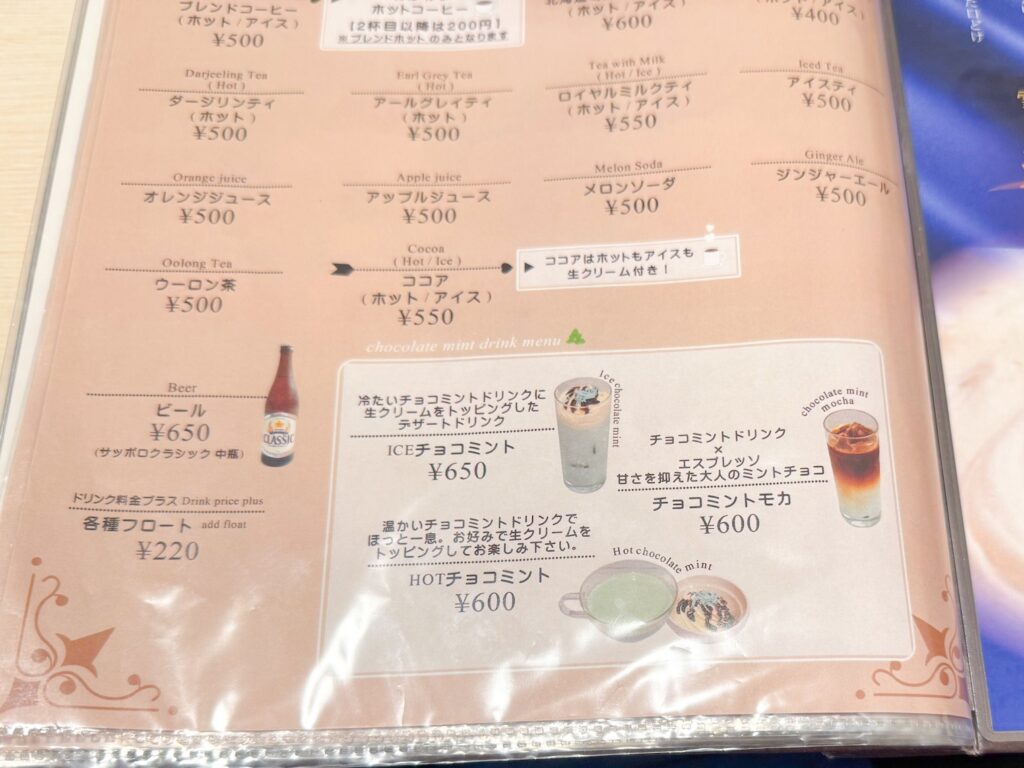 ブレンドコーヒー
(ホット / アイス)
¥500
ホットコーヒー
[2杯目以降は200円]
※ブレンドホットのみとなります
(ホット / アイス)
¥600
(ホット / アイス)
¥400
Darjeeling Tea
( Hot )
ダージリンティ
(ホット)
¥500
Earl Grey Tea
( Hot )
アールグレイティ
(ホット)
¥500
Tea with Milk
( Hot / Ice )
ロイヤルミルクティ
(ホット / アイス)
¥550
Iced Tea
アイスティ
¥500
Orange juice
オレンジジュース
¥500
Apple juice
アップルジュース
¥500
Melon Soda
メロンソーダ
¥500
Ginger Ale
ジンジャーエール
¥500
Oolong Tea
ウーロン茶
¥500
Cocoa
( Hot / Ice )
ココア
(ホット / アイス)
¥550
ココアはホットもアイスも
生クリーム付き!
Beer
ビール
¥650
(サッポロクラシック 中瓶)
CLASSIC
ドリンク料金プラス Drink price plus
各種フロート add float
¥220
chocolate mint drink menu
冷たいチョコミントドリンクに
生クリームをトッピングした
デザートドリンク
ICEチョコミント
¥650
Ice chocolate mint
チョコミントドリンク
×
エスプレッソ
甘さを抑えた大人のミントチョコ
チョコミントモカ
¥600
chocolate mint
mocha
温かいチョコミントドリンクで
ほっと一息。お好みで生クリームを
トッピングしてお楽しみ下さい。
HOTチョコミント
¥600
Hot chocolate mint